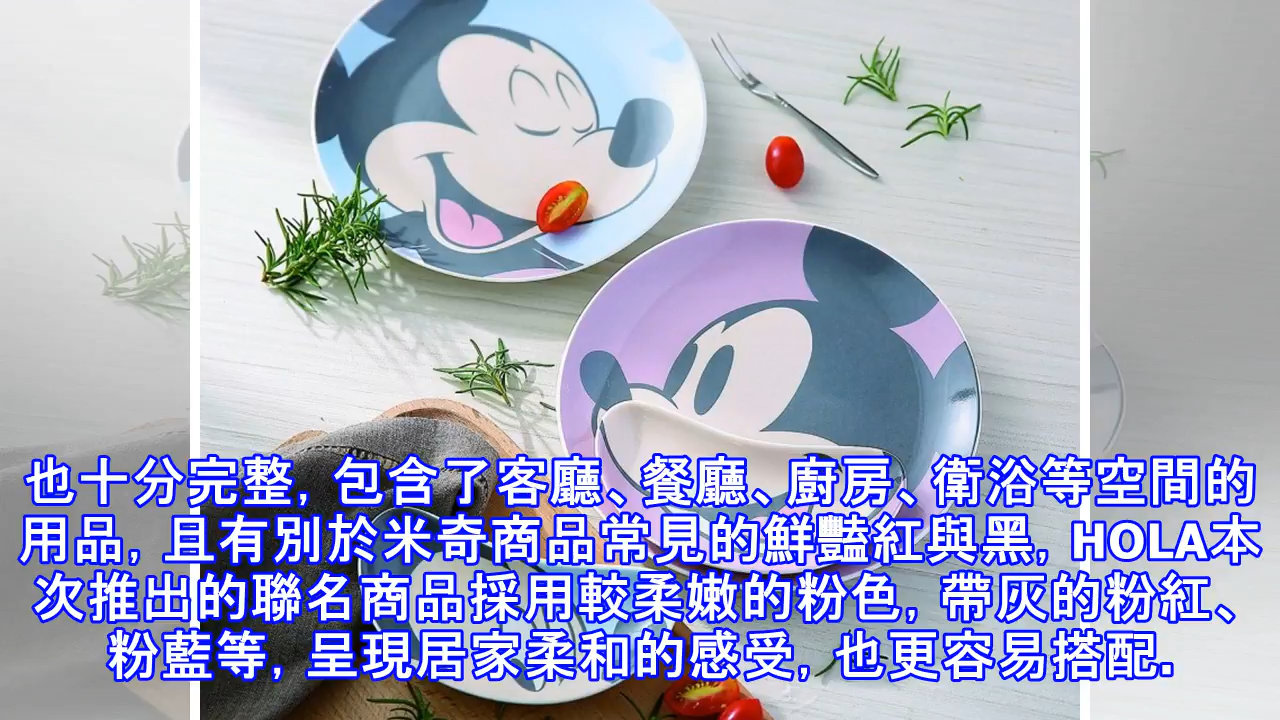 也十分完整, 包含了客廳、餐廳、廚房、衛浴等空間的
用品, 且有別於米奇商品常見的鮮豔紅與黑, HOLA本
次推出的聯名商品採用較柔嫩的粉色, 帶灰的粉紅、
粉藍等, 呈現居家柔和的感受, 也更容易搭配.